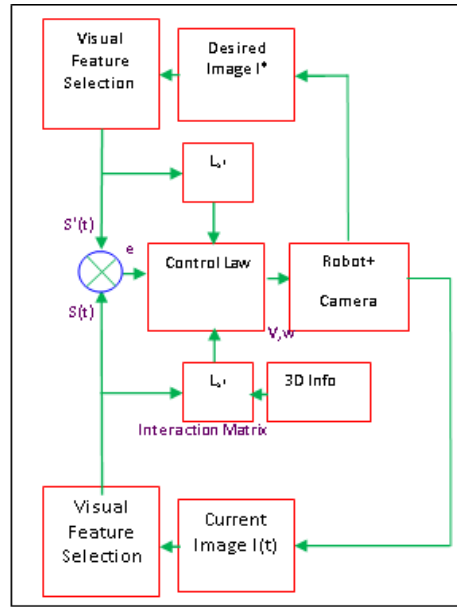 Visual
Feature
Selection
Desired
Image I*
S'(t)
e
Control Law
Robot+
Camera
V,w
S(t)
3D Info
Interaction Matrix
Visual
Feature
Selection
Current
Image I(t)